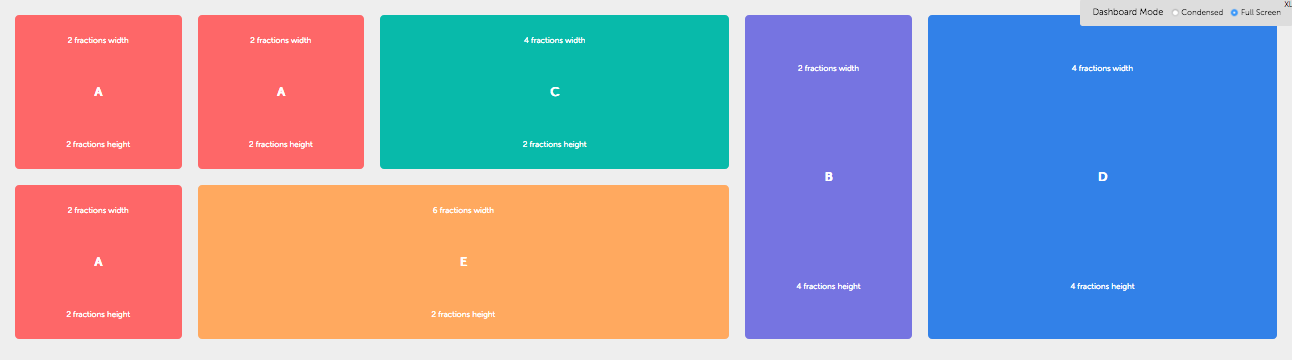 Dashboard Mode Condensed Full Screen XL
2 fractions width
A
2 fractions height
2 fractions width
A
2 fractions height
4 fractions width
C
2 fractions height
2 fractions width
B
4 fractions height
4 fractions width
D
4 fractions height
2 fractions width
A
2 fractions height
6 fractions width
E
2 fractions height